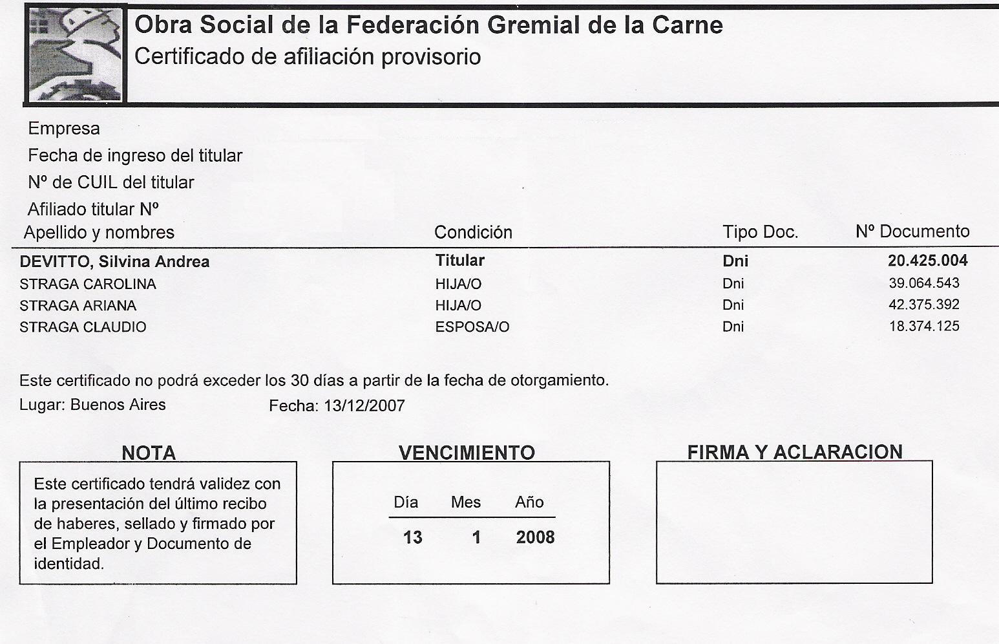 Obra Social de la Federación Gremial de la Carne
Certificado de afiliación provisorio
Empresa
Fecha de ingreso del titular
Nº de CUIL del titular
Afiliado titular Nº
Apellido y nombres Condición Tipo Doc. Nº Documento
DEVITTO, Silvina Andrea Titular Dni 20.425.004
STRAGA CAROLINA HIJA/O Dni 39.064.543
STRAGA ARIANA HIJA/O Dni 42.375.392
STRAGA CLAUDIO ESPOSA/O Dni 18.374.125
Este certificado no podrá exceder los 30 días a partir de la fecha de otorgamiento.
Lugar: Buenos Aires Fecha: 13/12/2007
NOTA
Este certificado tendrá validez con
la presentación del último recibo
de haberes, sellado y firmado por
el Empleador y Documento de
identidad.
VENCIMIENTO
Día Mes Año
13 1 2008
FIRMA Y ACLARACION